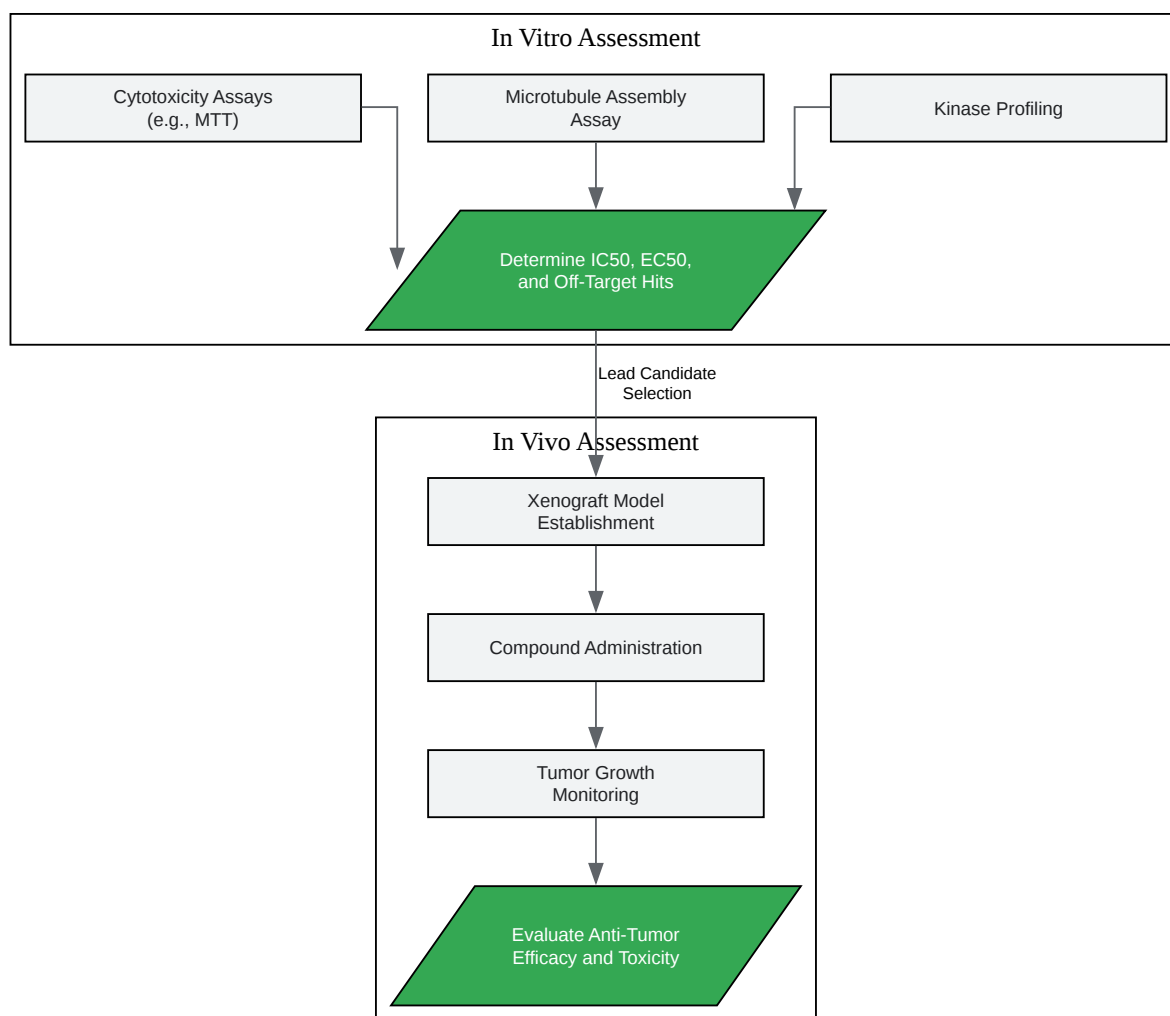 In Vitro Assessment
Cytotoxicity Assays
(e.g., MTT)
Microtubule Assembly
Assay
Kinase Profiling
Determine IC50, EC50,
and Off-Target Hits
Lead Candidate
Selection
In Vivo Assessment
Xenograft Model
Establishment
Compound Administration
Tumor Growth
Monitoring
Evaluate Anti-Tumor
Efficacy and Toxicity